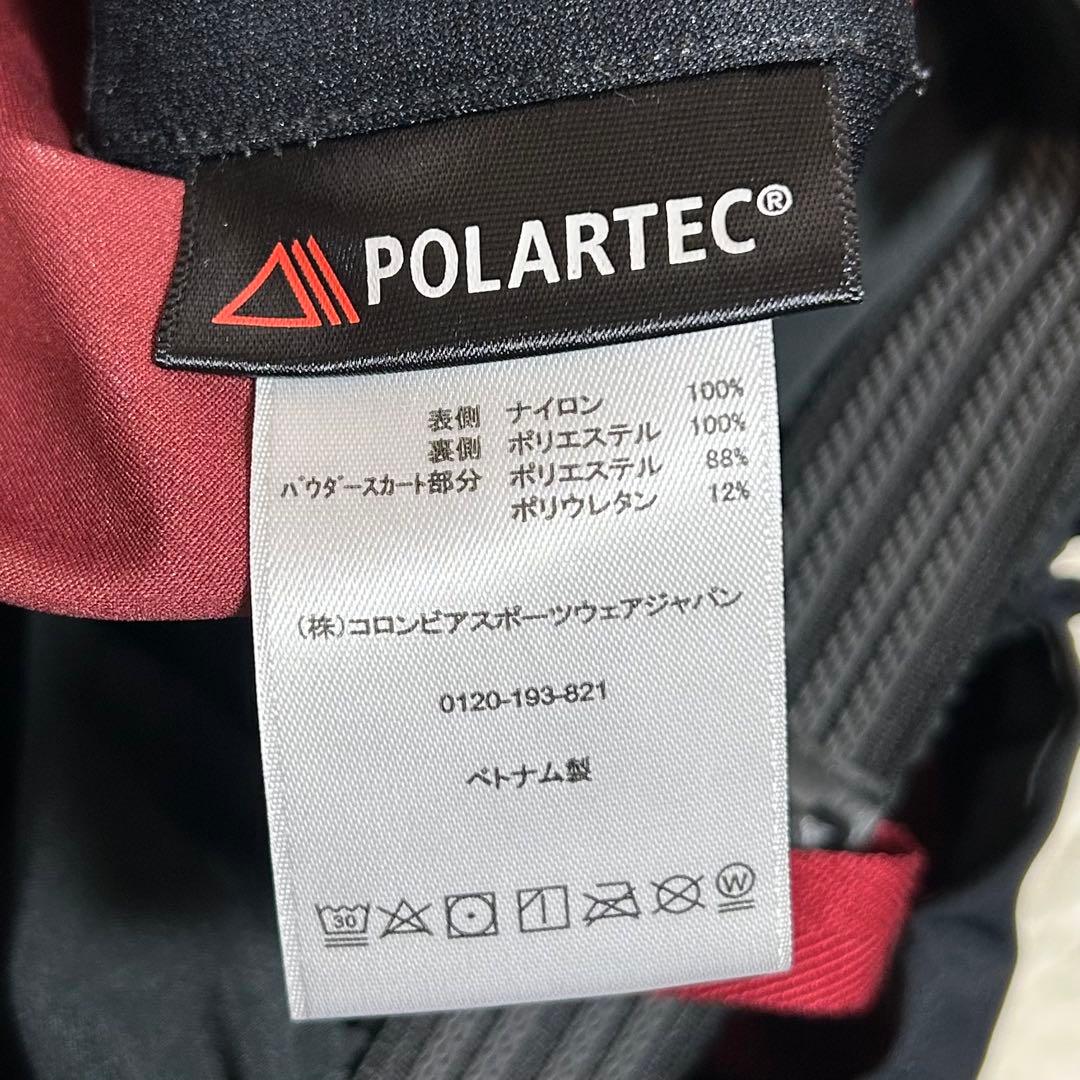 POLARTEC®
表側 ナイロン 100%
裏側 ポリエステル 100%
パウダースカート部分 ポリエステル 88%
ポリウレタン 12%
(株)コロンビアスポーツウェアジャパン
0120-193-821
ベトナム製
30 W